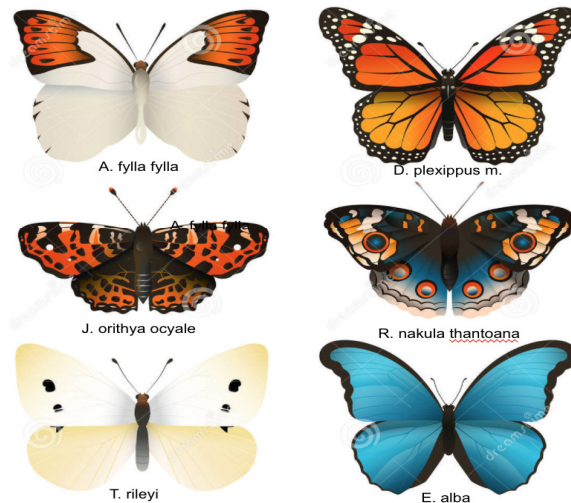 A. fylla fylla
D. plexippus m.
A. fylla fylla
J. orithya ocyale
R. nakula thantoana
T. rileyi
E. alba